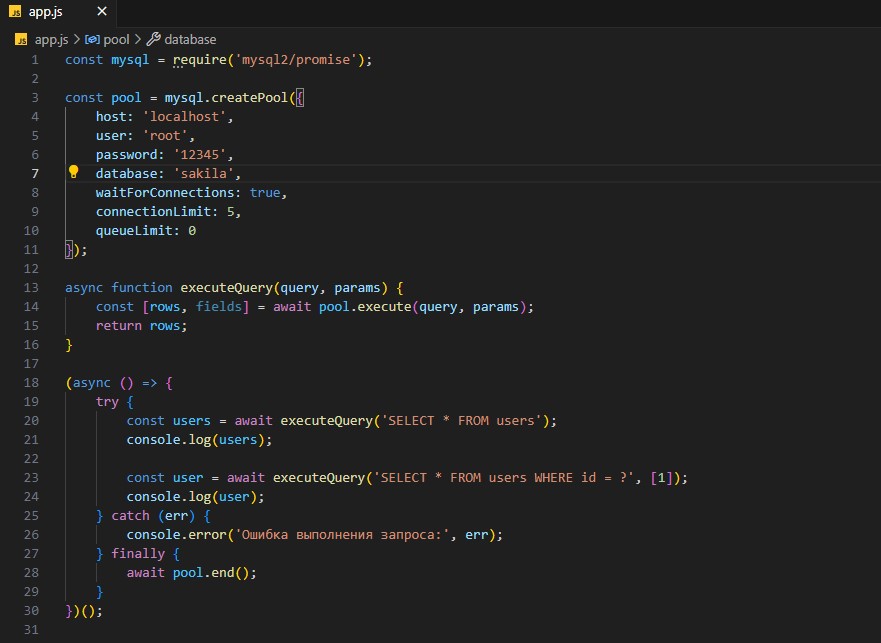 JS app.js ×
JS app.js > pool > database
1 const mysql = require('mysql2/promise');
2
3 const pool = mysql.createPool({
4     host: 'localhost',
5     user: 'root',
6     password: '12345',
7     database: 'sakila',
8     waitForConnections: true,
9     connectionLimit: 5,
10     queueLimit: 0
11 });
12
13 async function executeQuery(query, params) {
14     const [rows, fields] = await pool.execute(query, params);
15     return rows;
16 }
17
18 (async () => {
19     try {
20         const users = await executeQuery('SELECT * FROM users');
21         console.log(users);
22
23         const user = await executeQuery('SELECT * FROM users WHERE id = ?', [1]);
24         console.log(user);
25     } catch (err) {
26         console.error('Ошибка выполнения запроса:', err);
27     } finally {
28         await pool.end();
29     }
30 })();
31